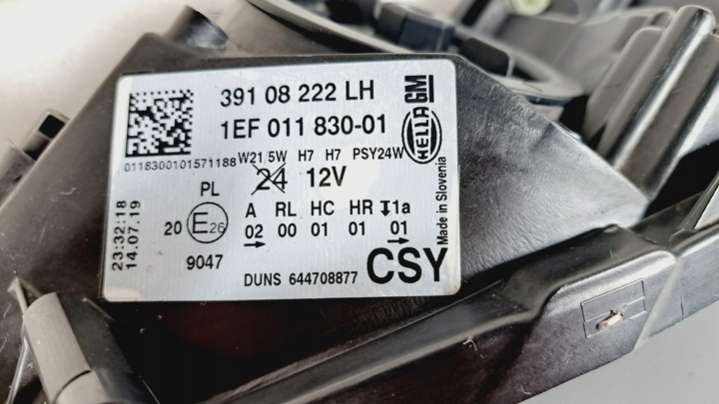 39 1 08 222 LH
1EF 011 830-01
HELLA GM
0118300101571188 W21.5W H7 H7 PSY24W
24 12V
PL
A RL HC HR 1a
20 E26 02 00 01 01 01
9047
DUNS 644708877 CSY
23:32:18
14.07.19
Made in Slovenia